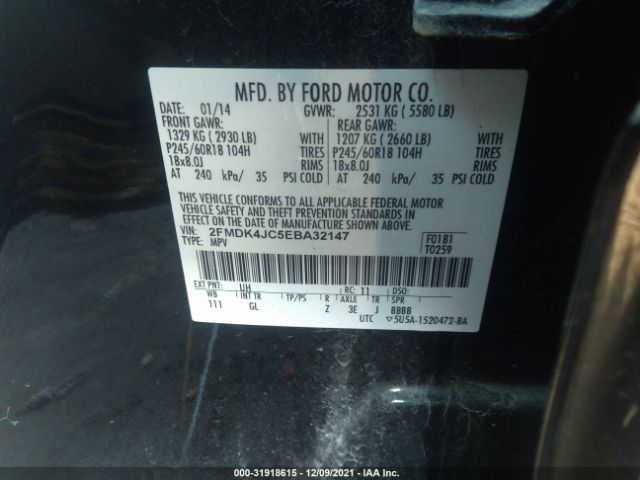 MFD. BY FORD MOTOR CO.
DATE: 01/14 GVWR: 2531 KG ( 5580 LB)
FRONT GAWR: REAR GAWR:
1329 KG ( 2930 LB) WITH 1207 KG ( 2660 LB) WITH
P245/60R18 104H TIRES P245/60R18 104H TIRES
18x8.0J RIMS 18x8.0J RIMS
AT 240 kPa/ 35 PSI COLD AT 240 kPa/ 35 PSI COLD
THIS VEHICLE CONFORMS TO ALL APPLICABLE FEDERAL MOTOR
VEHICLE SAFETY AND THEFT PREVENTION STANDARDS IN
EFFECT ON THE DATE OF MANUFACTURE SHOWN ABOVE.
VIN: 2FMDK4JC5EBA32147 F0181
TYPE: MPV T0259
EXT PNT: UH RC: 11 DSO:
WB INT TR TP/PS R AXLE TR SPR
111 GL Z 3E J BBBB
UTC 5U5A-1520472-BA
000-31918615 - 12/09/2021 - IAA Inc.